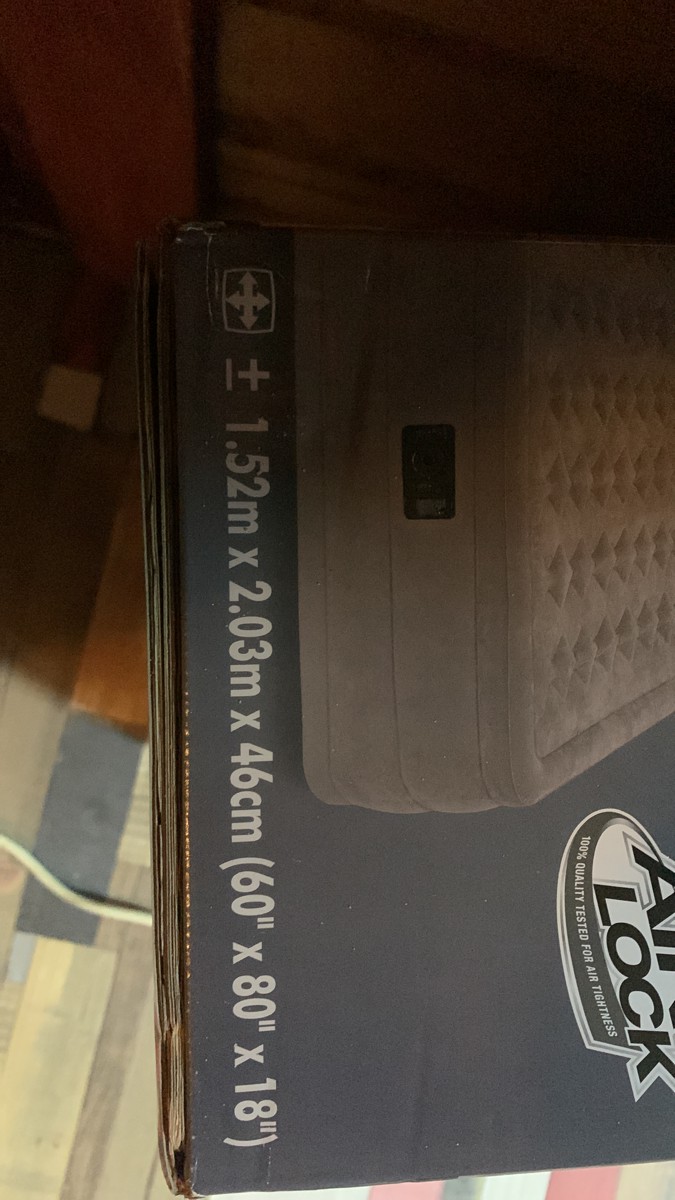 ± 1.52m x 2.03m x 46cm (60" x 80" x 18")
LOCK
100% QUALITY TESTED FOR AIR TIGHTNESS